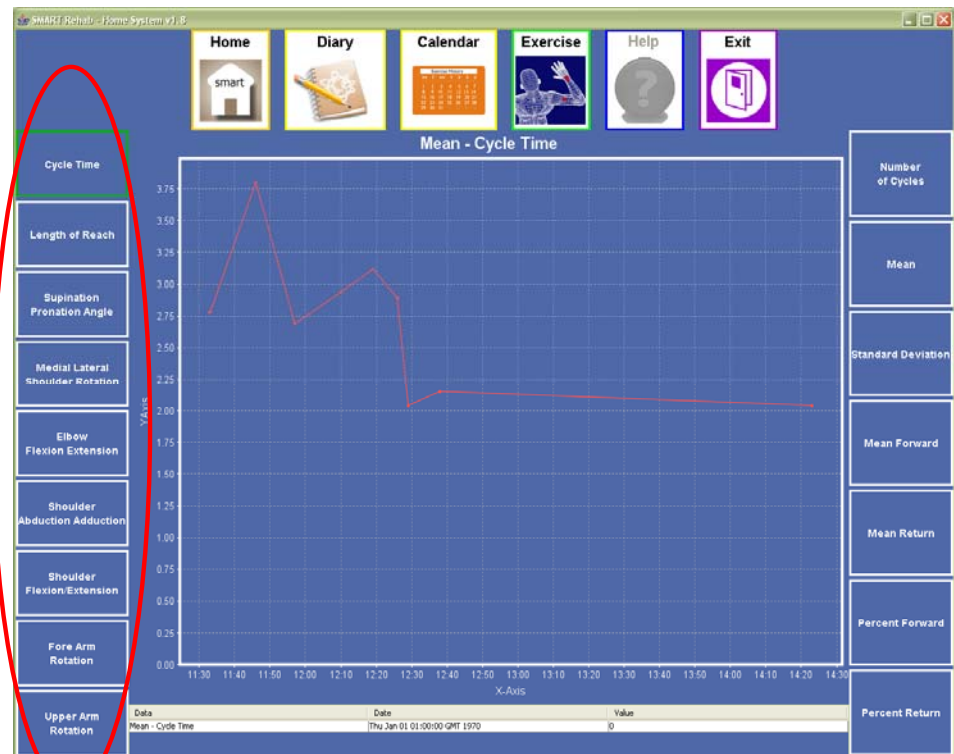 SMART Rehab - Home System v1.8
Home
Diary
Calendar
Exercise
Help
Exit
smart
Exercise History
?
Cycle Time
Length of Reach
Supination
Pronation Angle
Medial Lateral
Shoulder Rotation
Elbow
Flexion Extension
Shoulder
Abduction Adduction
Shoulder
Flexion/Extension
Fore Arm
Rotation
Upper Arm
Rotation
Mean - Cycle Time
YAxis
3.75
3.50
3.25
3.00
2.75
2.50
2.25
2.00
1.75
1.50
1.25
1.00
0.75
0.50
0.25
0.00
11:30 11:40 11:50 12:00 12:10 12:20 12:30 12:40 12:50 13:00 13:10 13:20 13:30 13:40 13:50 14:00 14:10 14:20 14:30
X-Axis
Data Date Value
Mean - Cycle Time Thu Jan 01 01:00:00 GMT 1970 0
Number
of Cycles
Mean
Standard Deviation
Mean Forward
Mean Return
Percent Forward
Percent Return